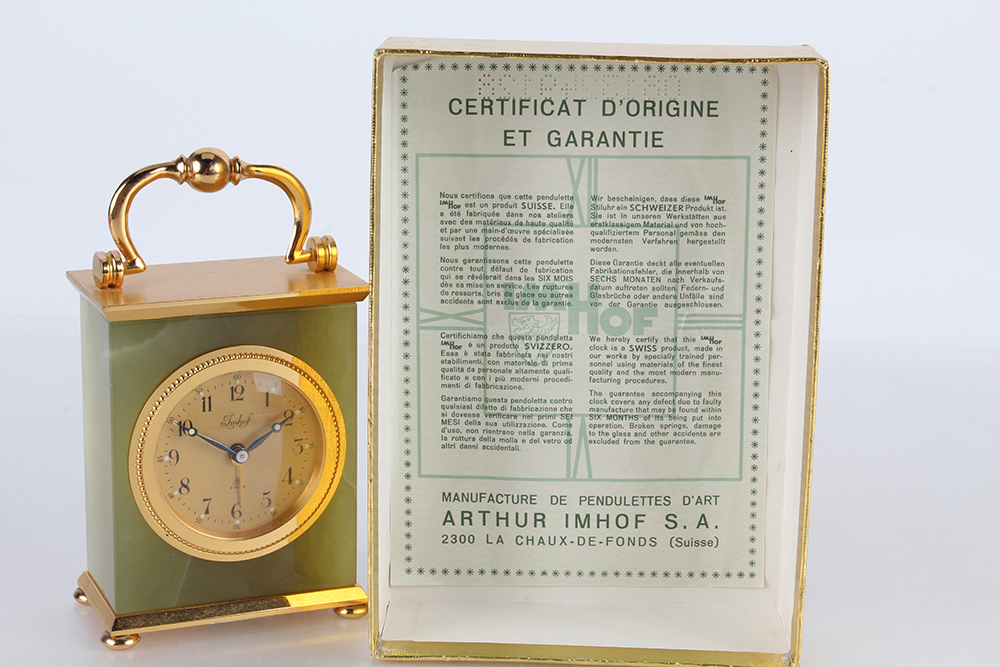 12
11
1
10
2
9
3
8
4
7
5
6
Imhof
CERTIFICAT D'ORIGINE
ET GARANTIE
Nous certifions que cette pendulette
IMHOF est un produit SUISSE. Elle
a été fabriquée dans nos ateliers
avec des matériaux de haute qualité
et par une main-d'œuvre spécialisée
suivant les procédés de fabrication
les plus modernes.
Nous garantissons cette pendulette
contre tout défaut de fabrication
qui se révélerait dans les SIX MOIS
dès sa mise en service. Les ruptures
de ressorts, bris de glace ou autres
accidents sont exclus de la garantie.
Wir bescheinigen, dass diese IMHOF
Stiluhr ein SCHWEIZER Produkt ist.
Sie ist in unseren Werkstätten aus
erstklassigem Material und von hoch-
qualifiziertem Personal gemäss den
modernsten Verfahren hergestellt
worden.
Diese Garantie deckt alle eventuellen
Fabrikationsfehler, die innerhalb von
SECHS MONATEN nach Verkaufs-
datum auftreten sollten. Federn- und
Glasbrüche oder andere Unfälle sind
von der Garantie ausgeschlossen.
IMHOF
Certifichiamo che questa pendulette
IMHOF è un prodotto SVIZZERO.
Essa è stata fabbricata nei nostri
stabilimenti, con materiale di prima
qualità da personale altamente quali-
ficato e con i più moderni procedi-
menti di fabbricazione.
Garantiamo questa pendulette contro
qualsiasi difetto di fabbricazione che
si dovesse verificare nei primi SEI
MESI della sua utilizzazione. Come
d'uso, non rientrano nella garanzia,
la rottura della molla e del vetro od
altri danni accidentali.
We hereby certify that this IMHOF
clock is a SWISS product, made in
our works by specially trained per-
sonnel using materials of the finest
quality and the most modern manu-
facturing procedures.
The guarantee accompanying this
clock covers any defect due to faulty
manufacture that may be found within
SIX MONTHS of its being put into
operation. Broken springs, damage
to the glass and other accidents are
excluded from the guarantee.
MANUFACTURE DE PENDULETTES D'ART
ARTHUR IMHOF S.A.
2300 LA CHAUX-DE-FONDS (Suisse)